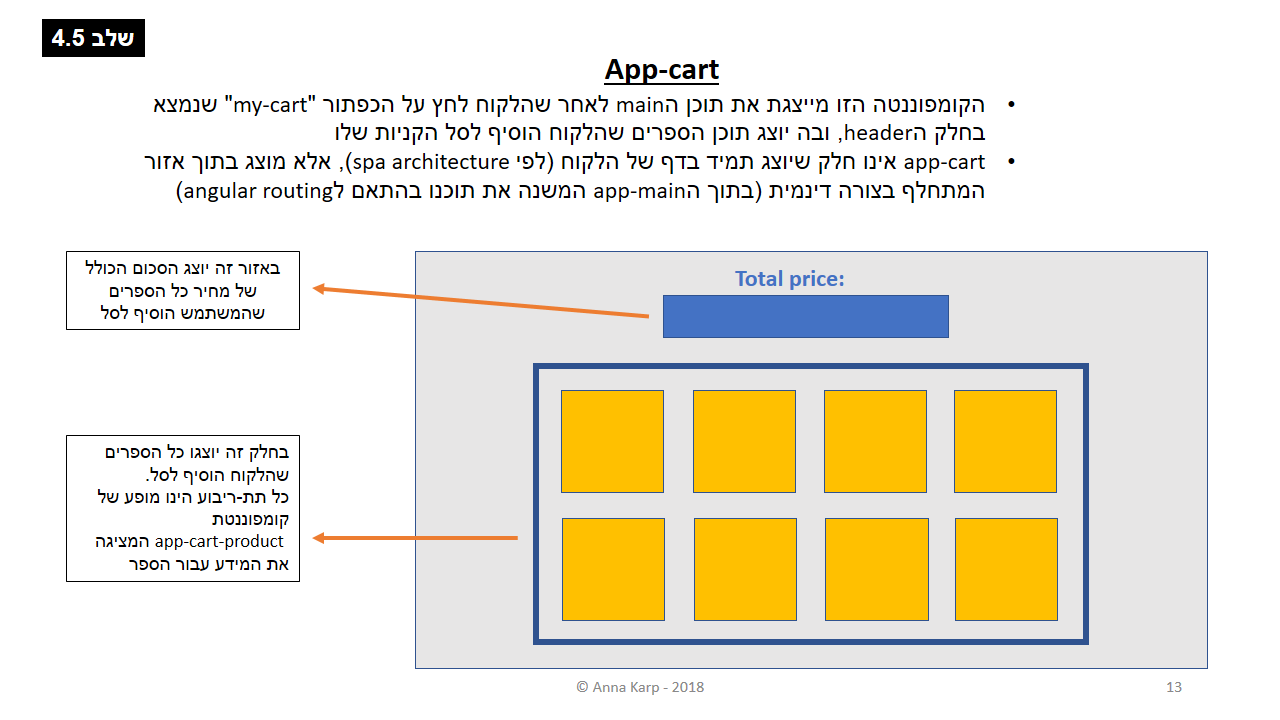 שלב 4.5
App-cart
• הקומפוננטה הזו מייצגת את תוכן הmain לאחר שהלקוח לחץ על הכפתור "my-cart" שנמצא
בחלק הheader, ובה יוצג תוכן הספרים שהלקוח הוסיף לסל הקניות שלו
• app-cart אינו חלק שיוצג תמיד בדף של הלקוח (לפי spa architecture), אלא מוצג בתוך אזור
המתחלף בצורה דינמית (בתוך הapp-main המשנה את תוכנו בהתאם לangular routing)
באזור זה יוצג הסכום הכולל
של מחיר כל הספרים
שהמשתמש הוסיף לסל
Total price:
בחלק זה יוצגו כל הספרים
שהלקוח הוסיף לסל.
כל תת-ריבוע הינו מופע של
קומפוננטת
app-cart-product המציגה
את המידע עבור הספר
© Anna Karp - 2018
13